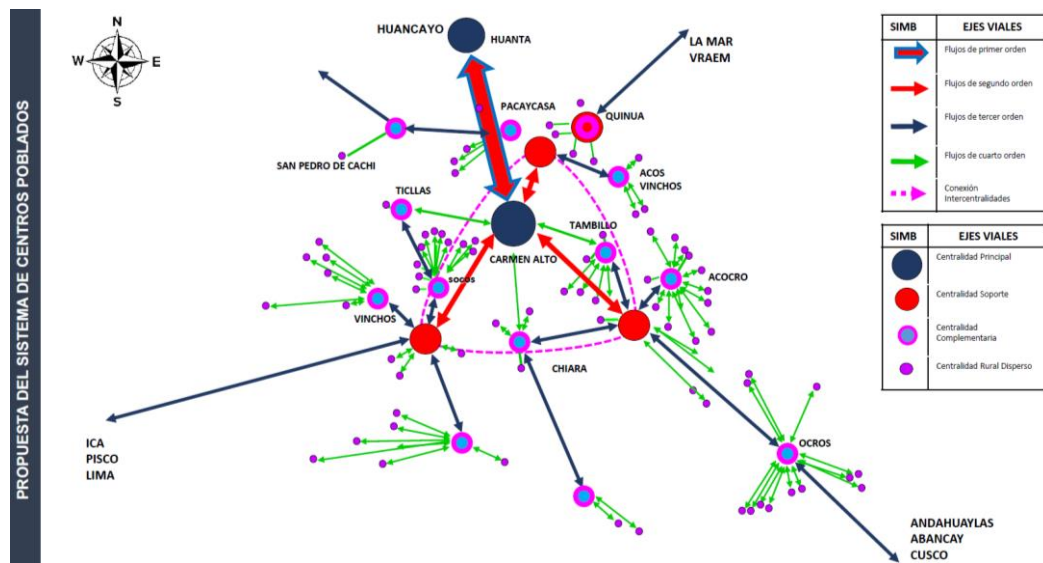 PROPUESTA DEL SISTEMA DE CENTROS POBLADOS
N
W
E
S
HUANCAYO
HUANTA
LA MAR
VRAEM
PACAYCASA
QUINUA
SAN PEDRO DE CACHI
ACOS
VINCHOS
TICLLAS
TAMBILLO
CARMEN ALTO
ACOCRO
SOCOS
VINCHOS
CHIARA
ICA
PISCO
LIMA
OCROS
ANDAHUAYLAS
ABANCAY
CUSCO
SIMB EJES VIALES
Flujos de primer orden
Flujos de segundo orden
Flujos de tercer orden
Flujos de cuarto orden
Conexión
Intercentralidades
SIMB EJES VIALES
Centralidad Principal
Centralidad Soporte
Centralidad
Complementaria
Centralidad Rural Disperso